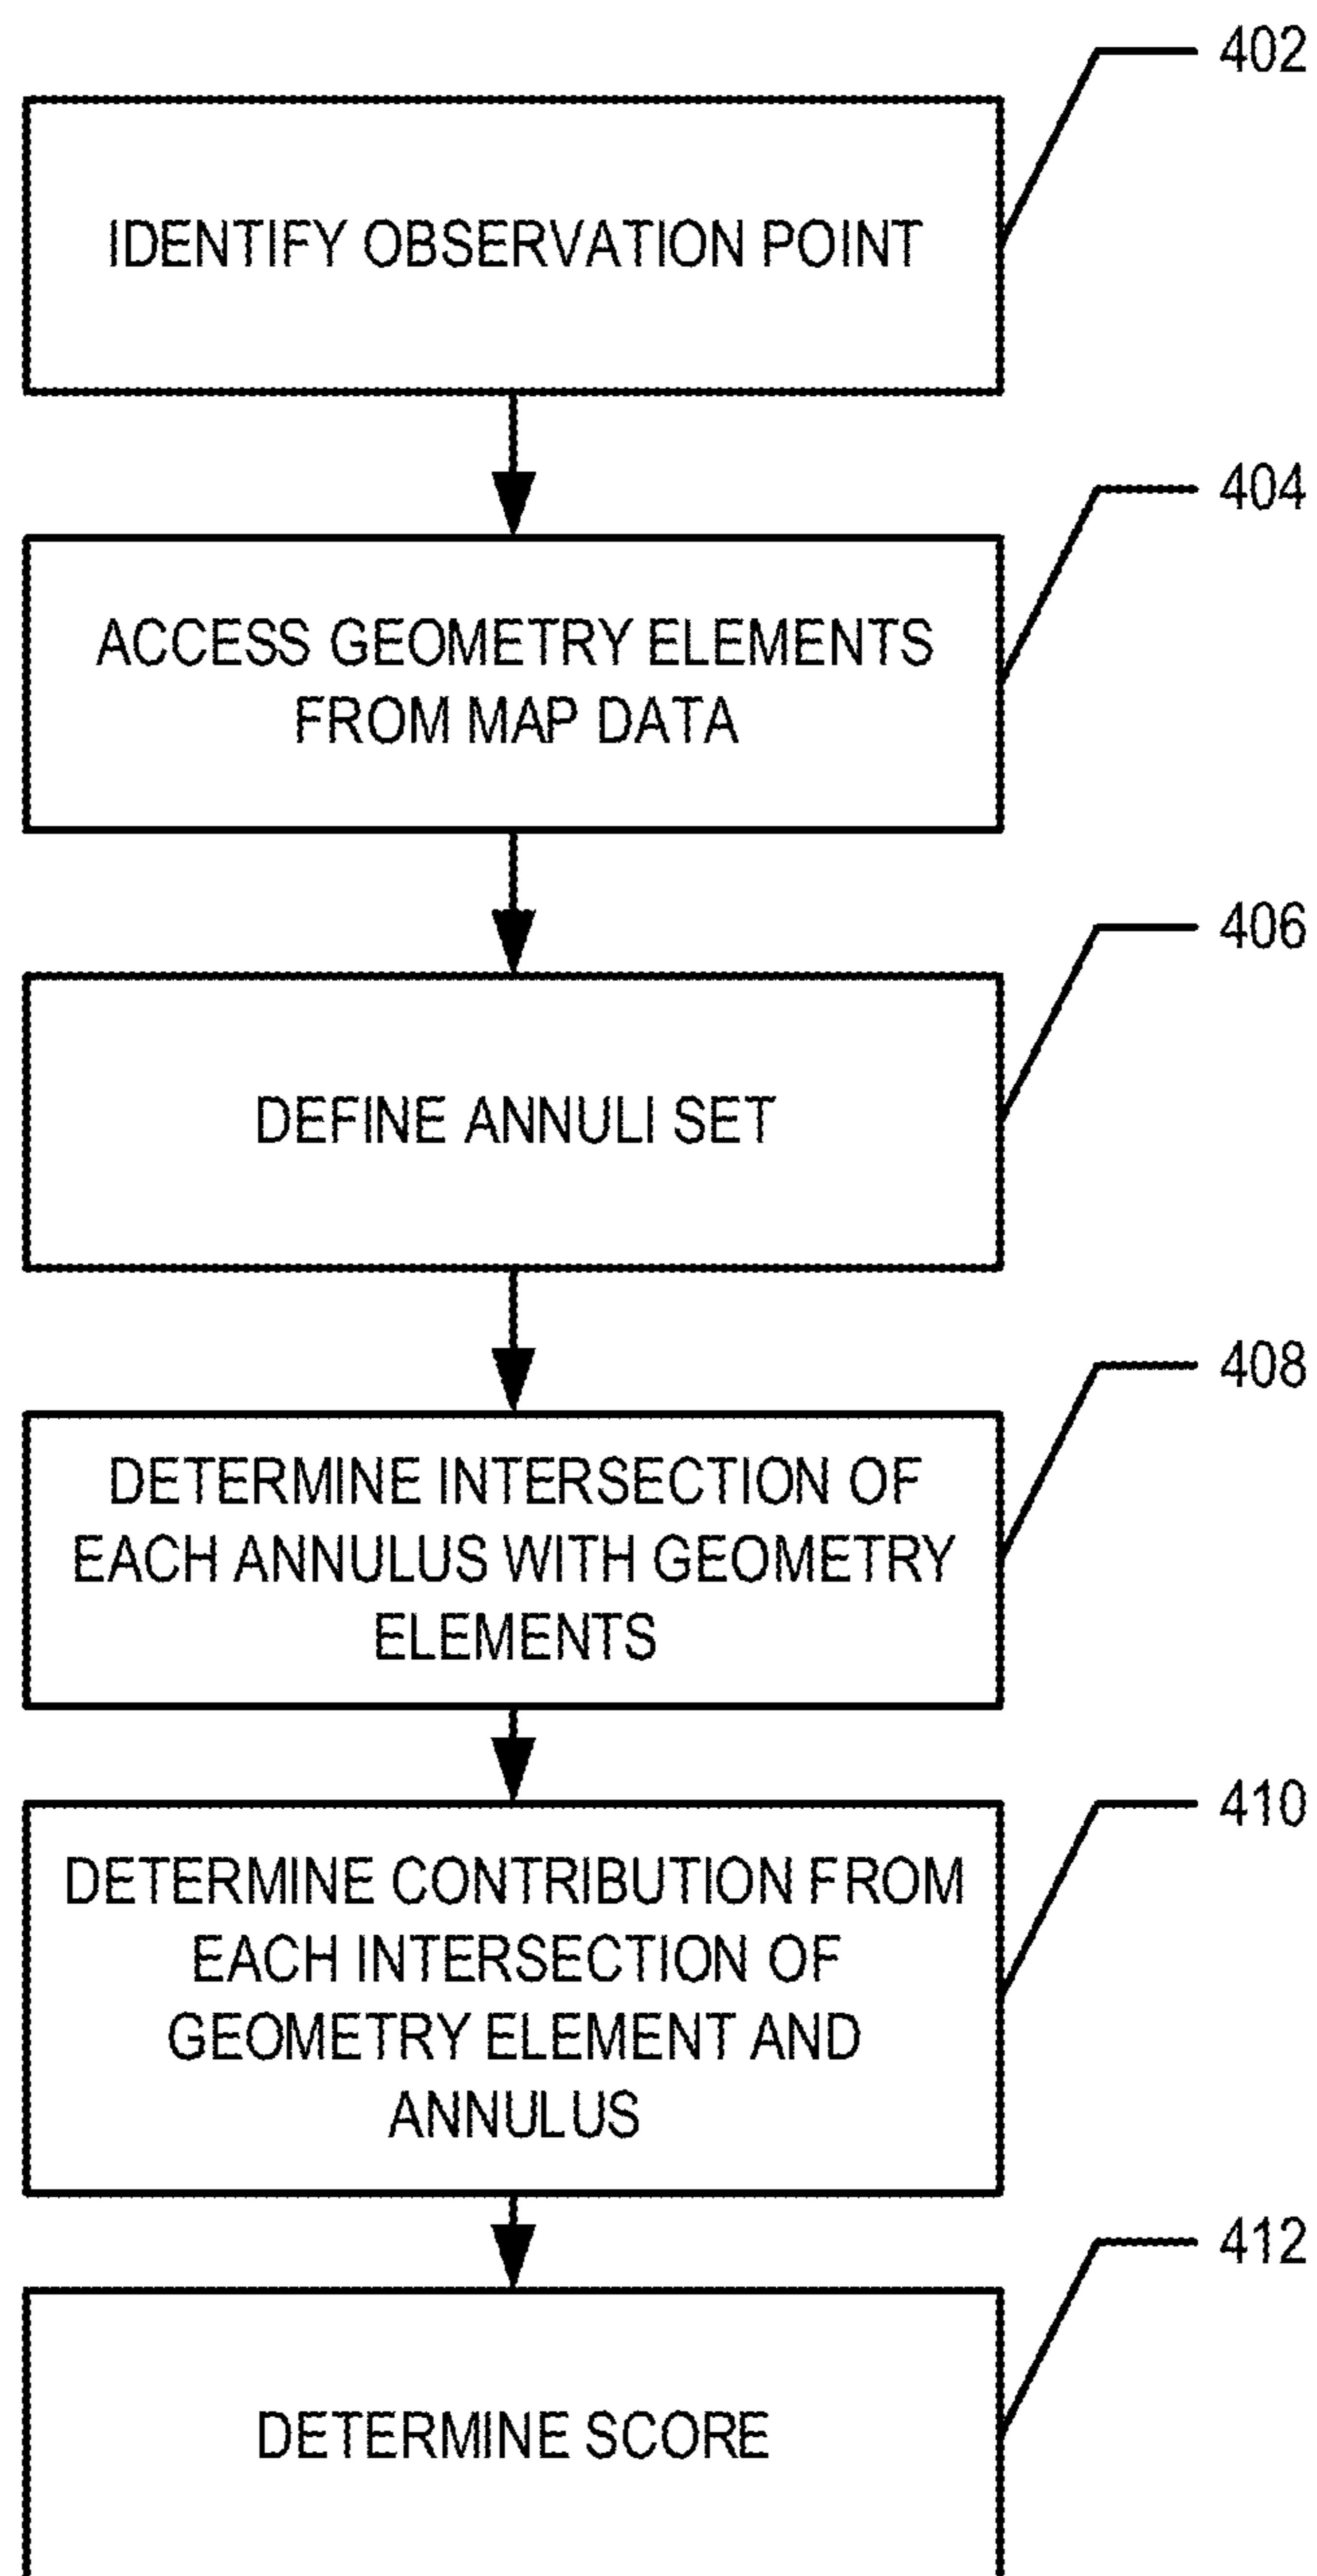 402
IDENTIFY OBSERVATION POINT
404
ACCESS GEOMETRY ELEMENTS
FROM MAP DATA
406
DEFINE ANNULI SET
408
DETERMINE INTERSECTION OF
EACH ANNULUS WITH GEOMETRY
ELEMENTS
410
DETERMINE CONTRIBUTION FROM
EACH INTERSECTION OF
GEOMETRY ELEMENT AND
ANNULUS
412
DETERMINE SCORE